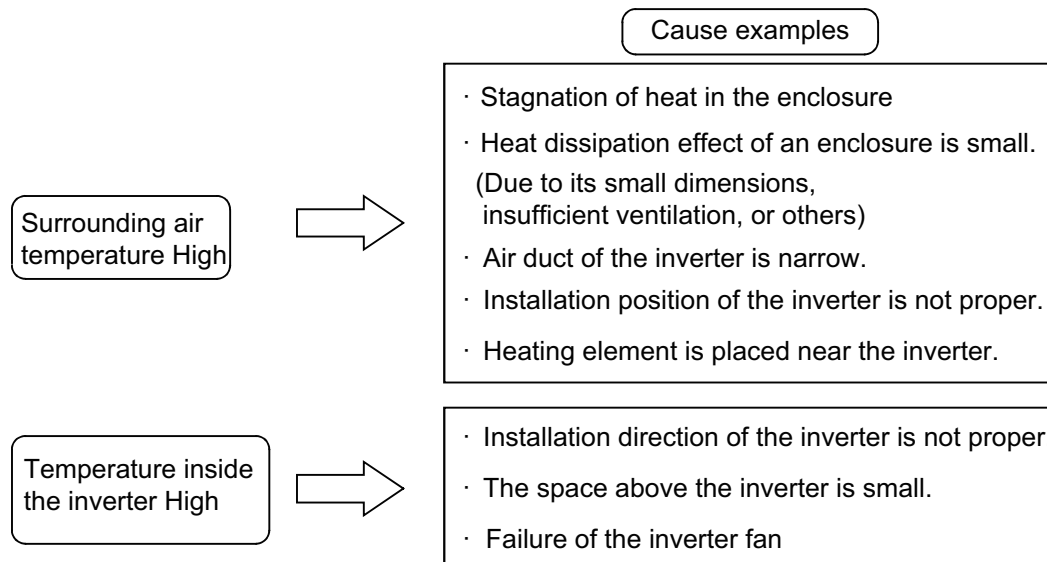 Cause examples
Surrounding air
temperature High
· Stagnation of heat in the enclosure
· Heat dissipation effect of an enclosure is small.
(Due to its small dimensions,
insufficient ventilation, or others)
· Air duct of the inverter is narrow.
· Installation position of the inverter is not proper.
· Heating element is placed near the inverter.
Temperature inside
the inverter High
· Installation direction of the inverter is not proper
· The space above the inverter is small.
· Failure of the inverter fan